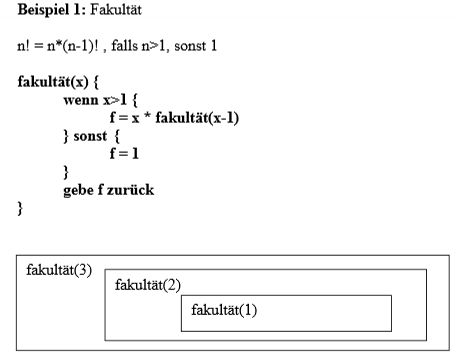 Beispiel 1: Fakultät
n! = n*(n-1)! , falls n>1, sonst 1
fakultät(x) {
wenn x>1 {
f = x * fakultät(x-1)
} sonst {
f = 1
}
gebe f zurück
}
fakultät(3)
fakultät(2)
fakultät(1)